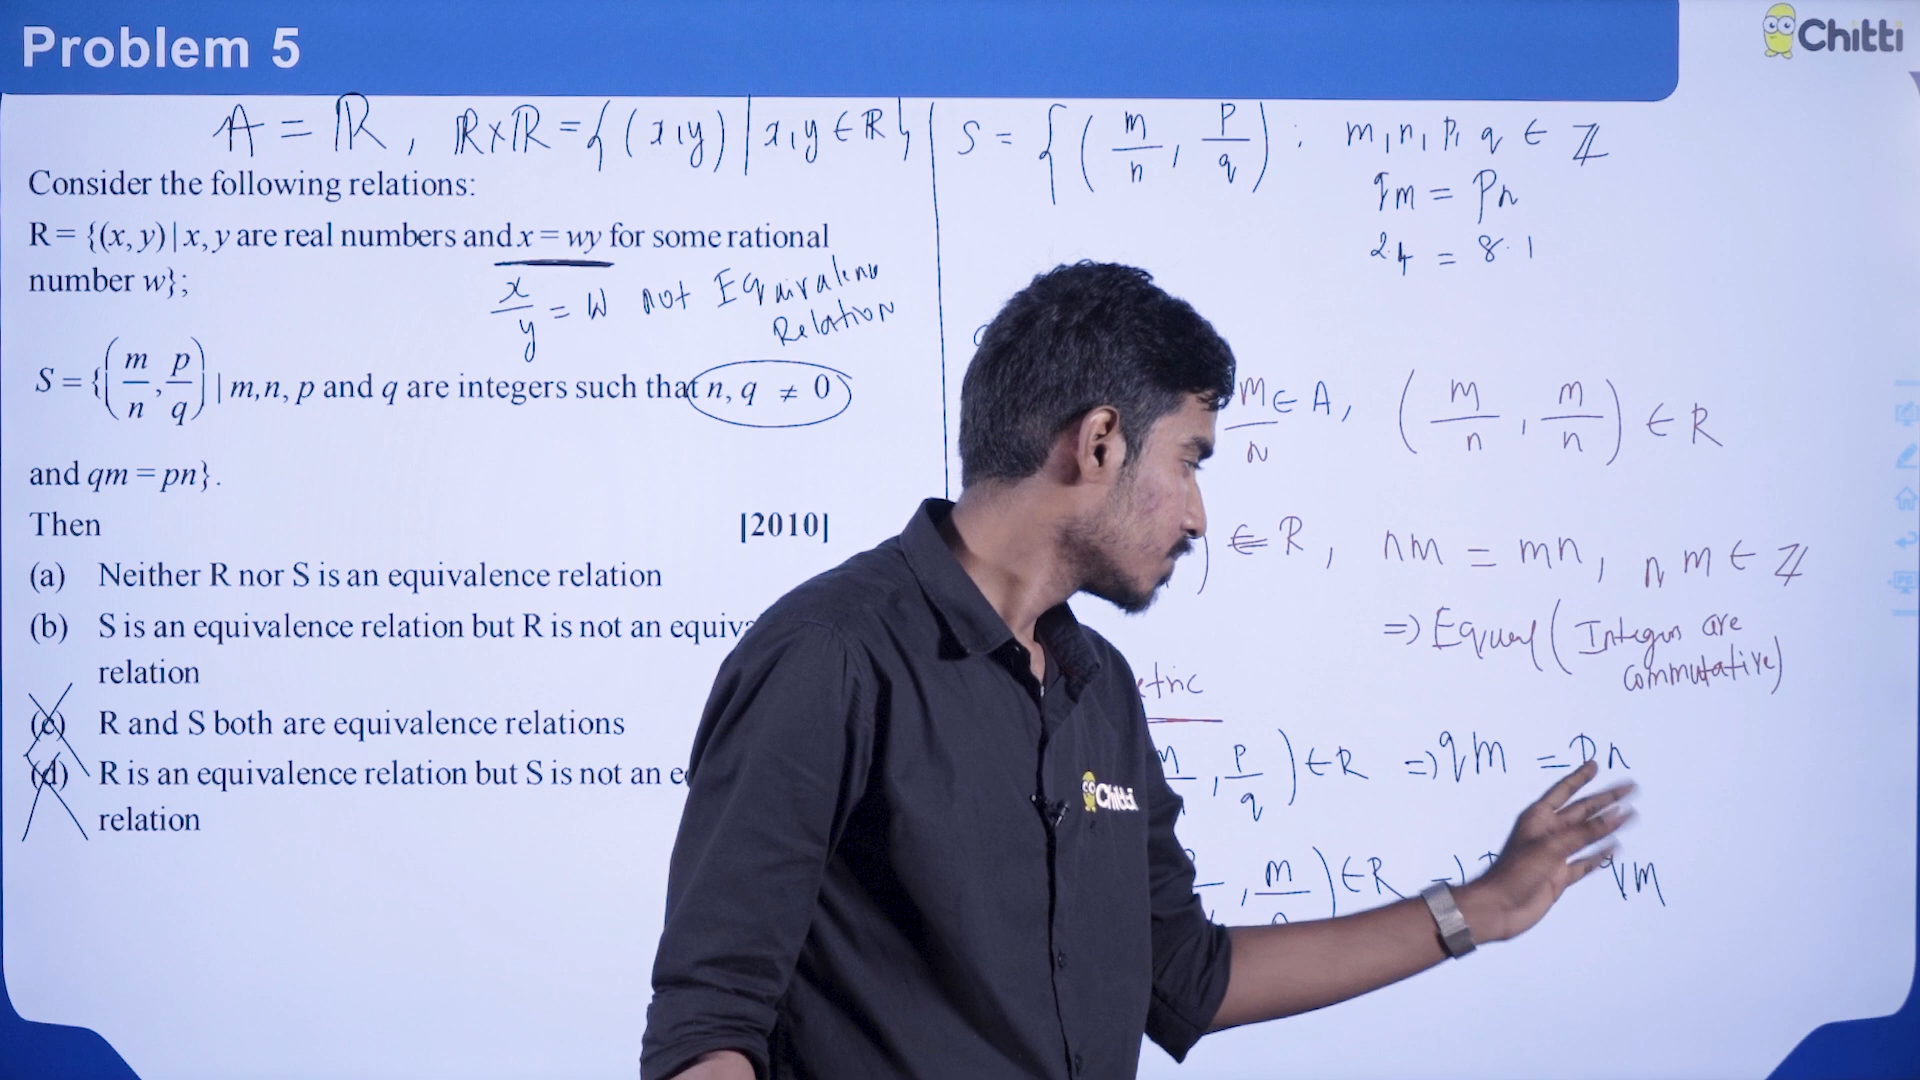 Problem 5
Chitti
A = ℝ, ℝ×ℝ = { (x,y) | x,y ∈ ℝ }
Consider the following relations:
R = {(x, y) | x, y are real numbers and x = wy for some rational
number w};
x/y = W not Equivalence
Relation
S = {(m/n, p/q) | m,n, p and q are integers such that n, q ≠ 0
and qm = pn}.
Then [2010]
(a) Neither R nor S is an equivalence relation
(b) S is an equivalence relation but R is not an
relation
(c) R and S both are equivalence relations
(d) R is an equivalence relation but S is not an
relation
S = { (m/n, p/q) : m,n,p,q ∈ ℤ
qm = pn
2.4 = 8.1
m/n ∈ A, (m/n, m/n) ∈ R
) ∈ R, nm = mn, n m ∈ ℤ
=> Equal (Integers are
commutative)
m , p/q ) ∈ R => qm = Pn
, m/n ) ∈ R => qm
Chitti